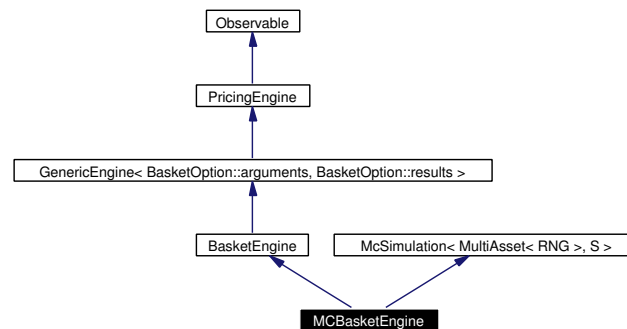 Observable
PricingEngine
GenericEngine< BasketOption::arguments, BasketOption::results >
BasketEngine
McSimulation< MultiAsset< RNG >, S >
MCBasketEngine